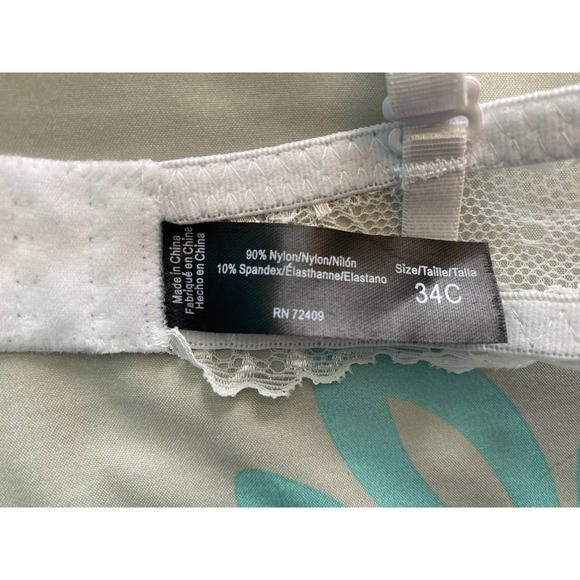 Made in China
Fabriqué en Chine
Hecho en China
90% Nylon/Nylon/Nilón
10% Spandex/Élasthanne/Elastano
RN 72409
Size/Taille/Talla
34C